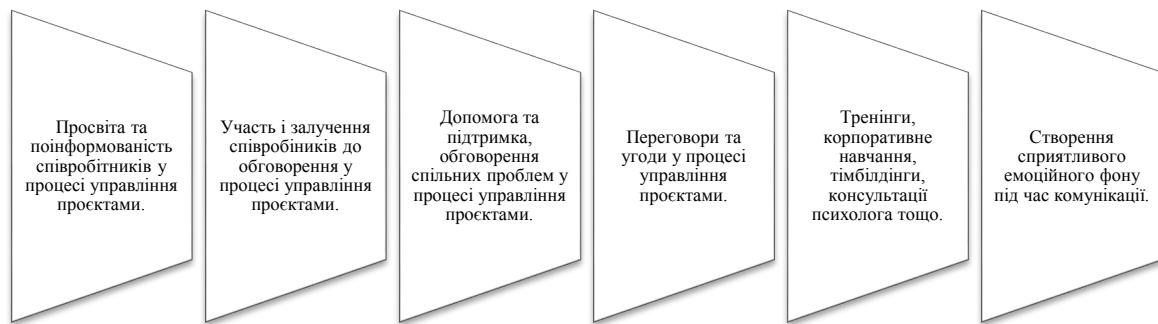 Просвіта та
поінформованість
співробітників у
процесі управління
проєктами.
Участь і залучення
співробіників до
обговорення у
процесі управління
проєктами.
Допомога та
підтримка,
обговорення
спільних проблем у
процесі управління
проєктами.
Переговори та
угоди у процесі
управління
проєктами.
Тренінги,
корпоративне
навчання,
тімбілдінги,
консультації
психолога тощо.
Створення
сприятливого
емоційного фону
під час комунікації.